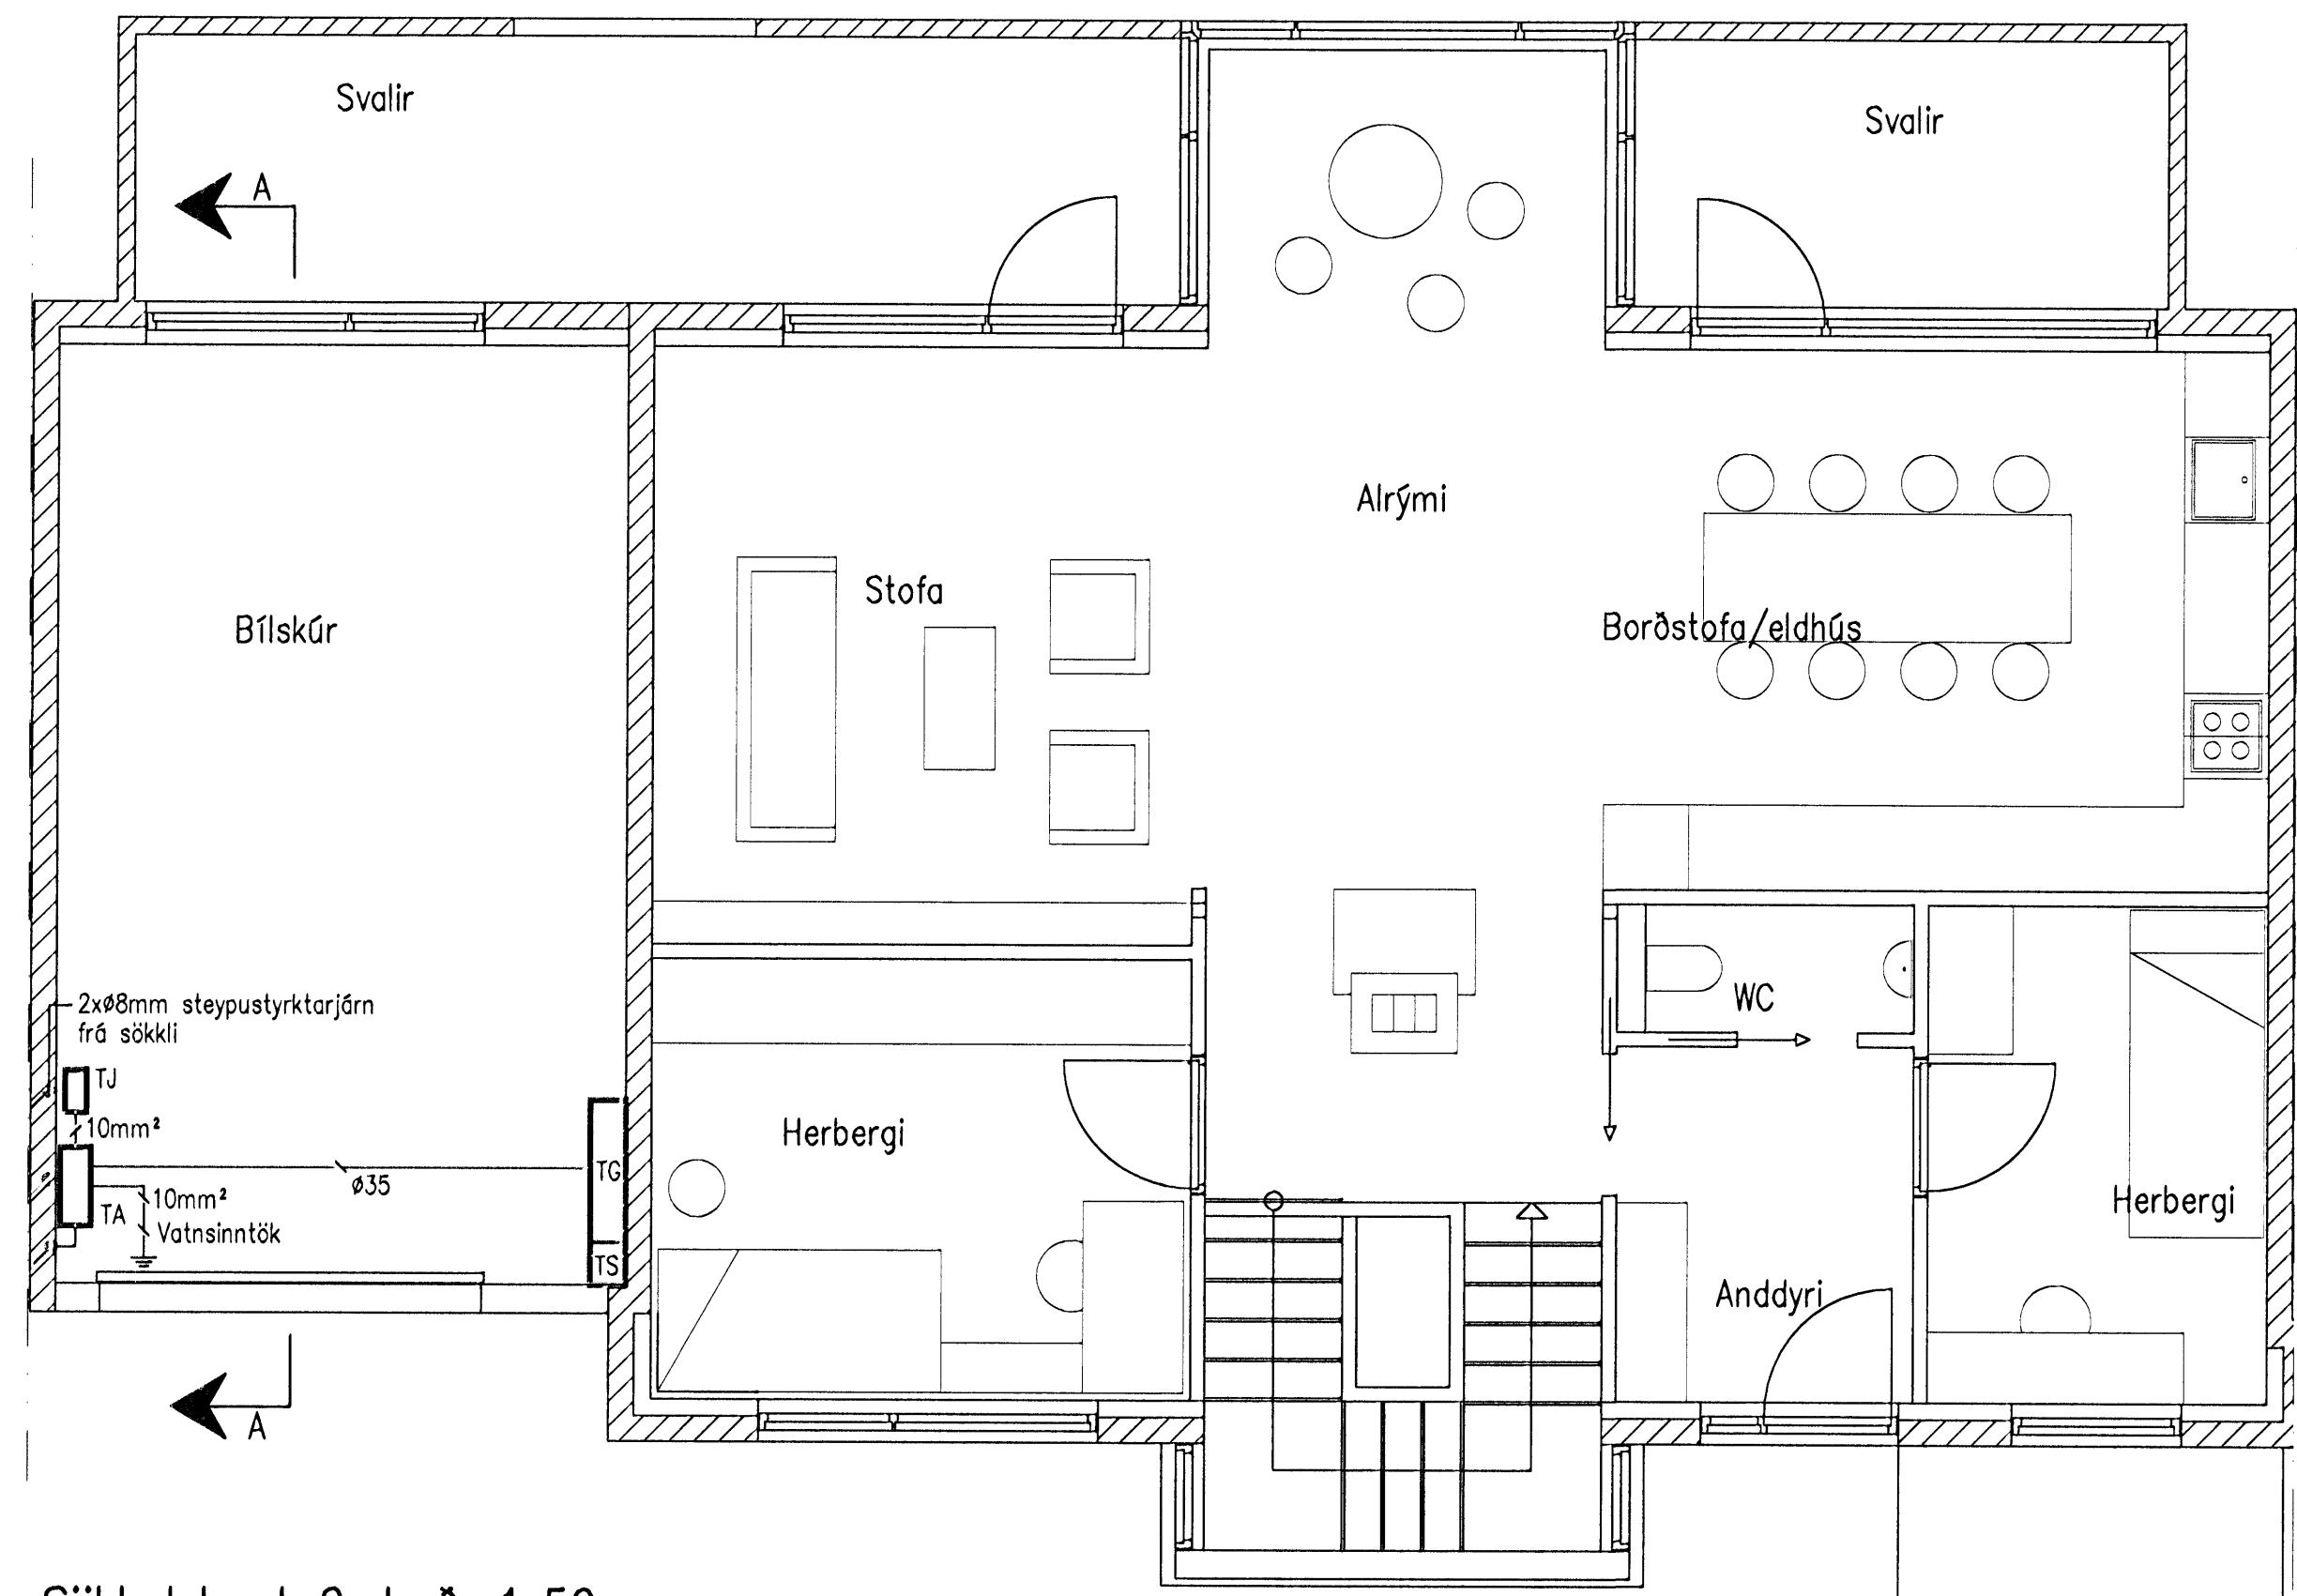 Svalir
Svalir
A
Alrými
Stofa
Bílskúr
Borðstofa/eldhús
WC
2xø8mm steypustyrktarjárn
frá sökkli
TJ
10mm²
Herbergi
TG
ø35
10mm²
TA
Vatnsinntök
TS
Herbergi
Anddyri
A